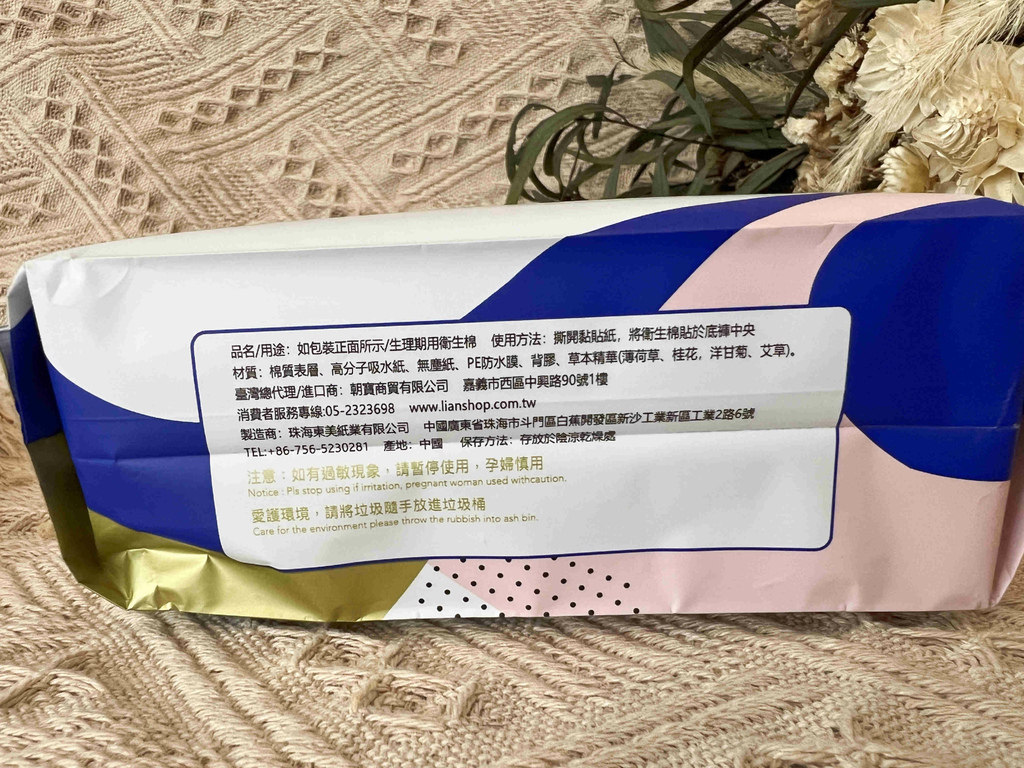 品名/用途：如包裝正面所示/生理期用衛生棉　使用方法：撕開黏貼紙，將衛生棉貼於底褲中央
材質：棉質表層、高分子吸水紙、無塵紙、PE防水膜、背膠、草本精華(薄荷草、桂花，洋甘菊、艾草)。
臺灣總代理/進口商：朝寶商貿有限公司　嘉義市西區中興路90號1樓
消費者服務專線:05-2323698　www.lianshop.com.tw
製造商：珠海東美紙業有限公司　中國廣東省珠海市斗門區白蕉開發區新沙工業新區工業2路6號
TEL:+86-756-5230281　產地：中國　保存方法：存放於陰涼乾燥處
注意：如有過敏現象，請暫停使用，孕婦慎用
Notice : Pls stop using if irritation, pregnant woman used withcaution.
愛護環境，請將垃圾隨手放進垃圾桶
Care for the environment please throw the rubbish into ash bin.